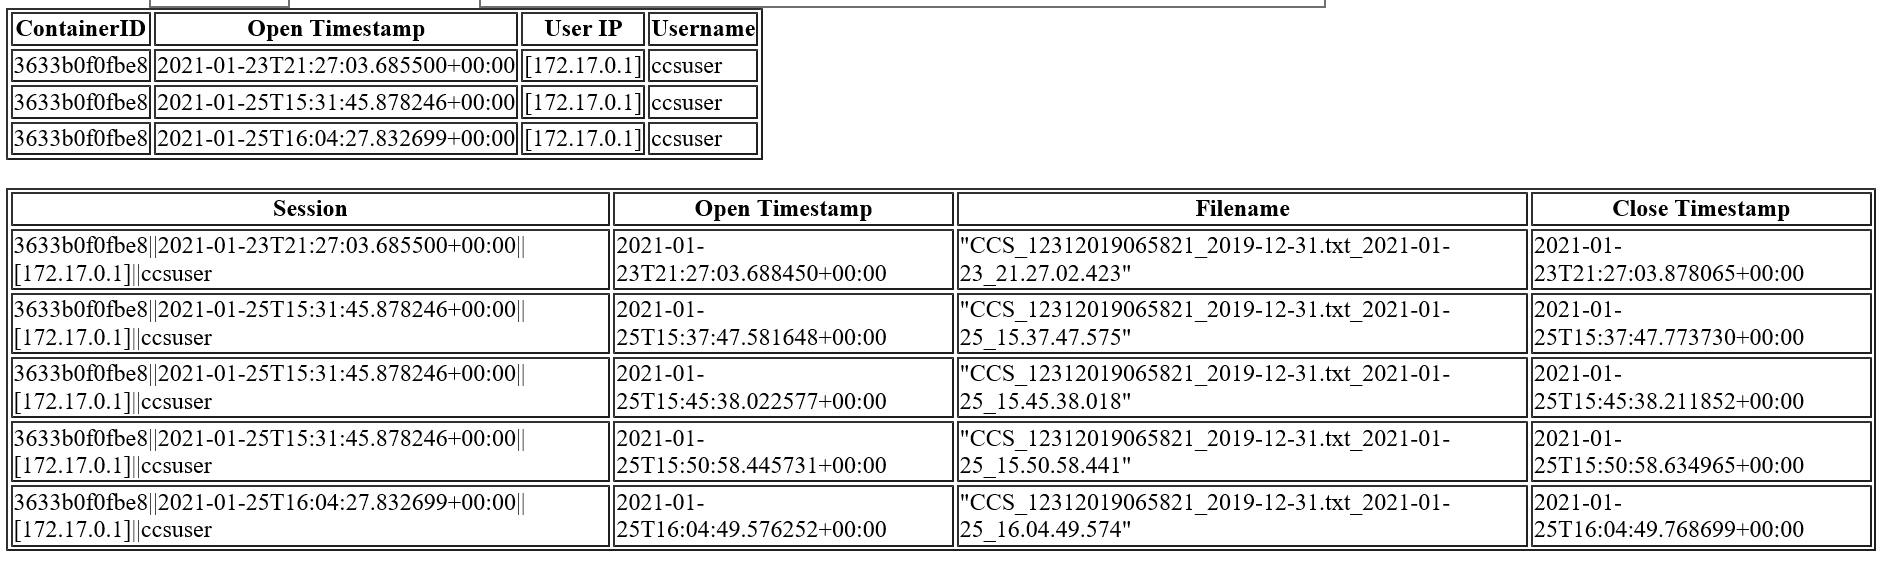 ContainerID Open Timestamp User IP Username
3633b0f0fbe8 2021-01-23T21:27:03.685500+00:00 [172.17.0.1] ccsuser
3633b0f0fbe8 2021-01-25T15:31:45.878246+00:00 [172.17.0.1] ccsuser
3633b0f0fbe8 2021-01-25T16:04:27.832699+00:00 [172.17.0.1] ccsuser
Session Open Timestamp Filename Close Timestamp
3633b0f0fbe8||2021-01-23T21:27:03.685500+00:00|| 2021-01- "CCS_12312019065821_2019-12-31.txt_2021-01- 2021-01-
[172.17.0.1]||ccsuser 23T21:27:03.688450+00:00 23_21.27.02.423" 23T21:27:03.878065+00:00
3633b0f0fbe8||2021-01-25T15:31:45.878246+00:00|| 2021-01- "CCS_12312019065821_2019-12-31.txt_2021-01- 2021-01-
[172.17.0.1]||ccsuser 25T15:37:47.581648+00:00 25_15.37.47.575" 25T15:37:47.773730+00:00
3633b0f0fbe8||2021-01-25T15:31:45.878246+00:00|| 2021-01- "CCS_12312019065821_2019-12-31.txt_2021-01- 2021-01-
[172.17.0.1]||ccsuser 25T15:45:38.022577+00:00 25_15.45.38.018" 25T15:45:38.211852+00:00
3633b0f0fbe8||2021-01-25T15:31:45.878246+00:00|| 2021-01- "CCS_12312019065821_2019-12-31.txt_2021-01- 2021-01-
[172.17.0.1]||ccsuser 25T15:50:58.445731+00:00 25_15.50.58.441" 25T15:50:58.634965+00:00
3633b0f0fbe8||2021-01-25T16:04:27.832699+00:00|| 2021-01- "CCS_12312019065821_2019-12-31.txt_2021-01- 2021-01-
[172.17.0.1]||ccsuser 25T16:04:49.576252+00:00 25_16.04.49.574" 25T16:04:49.768699+00:00